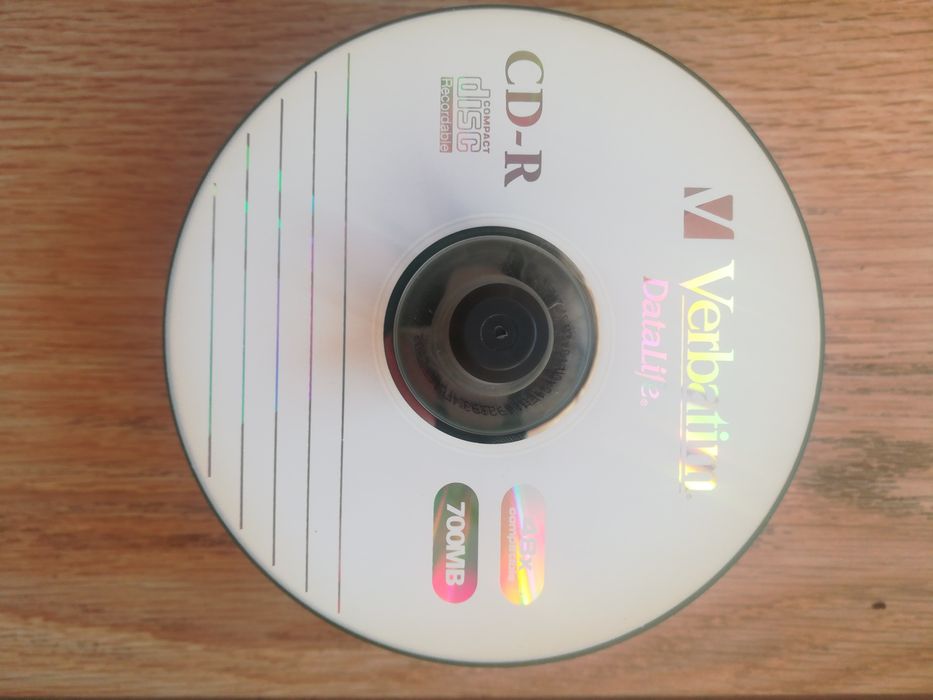 Verbatim®
DataLife®
CD-R
COMPACT
disc
Recordable
48x
compatible
700MB